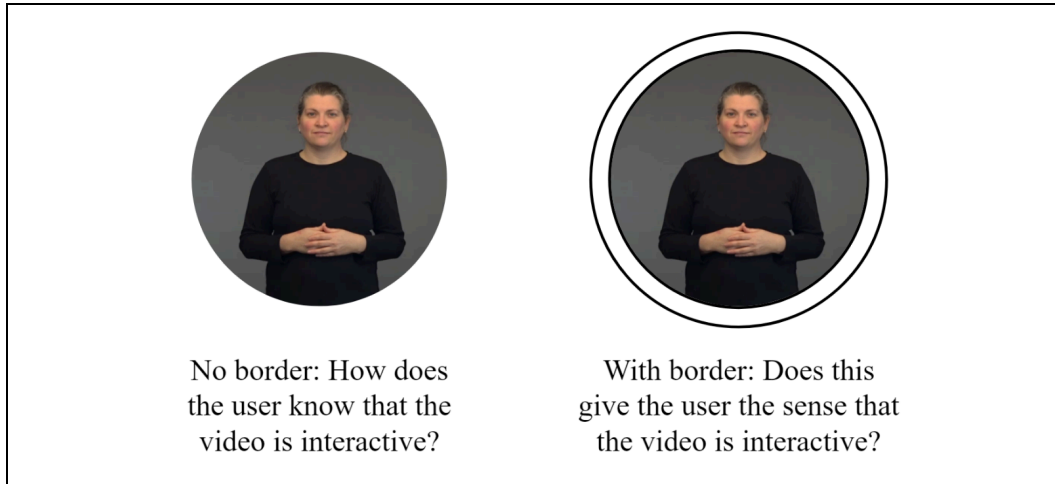 No border: How does
the user know that the
video is interactive?
With border: Does this
give the user the sense that
the video is interactive?